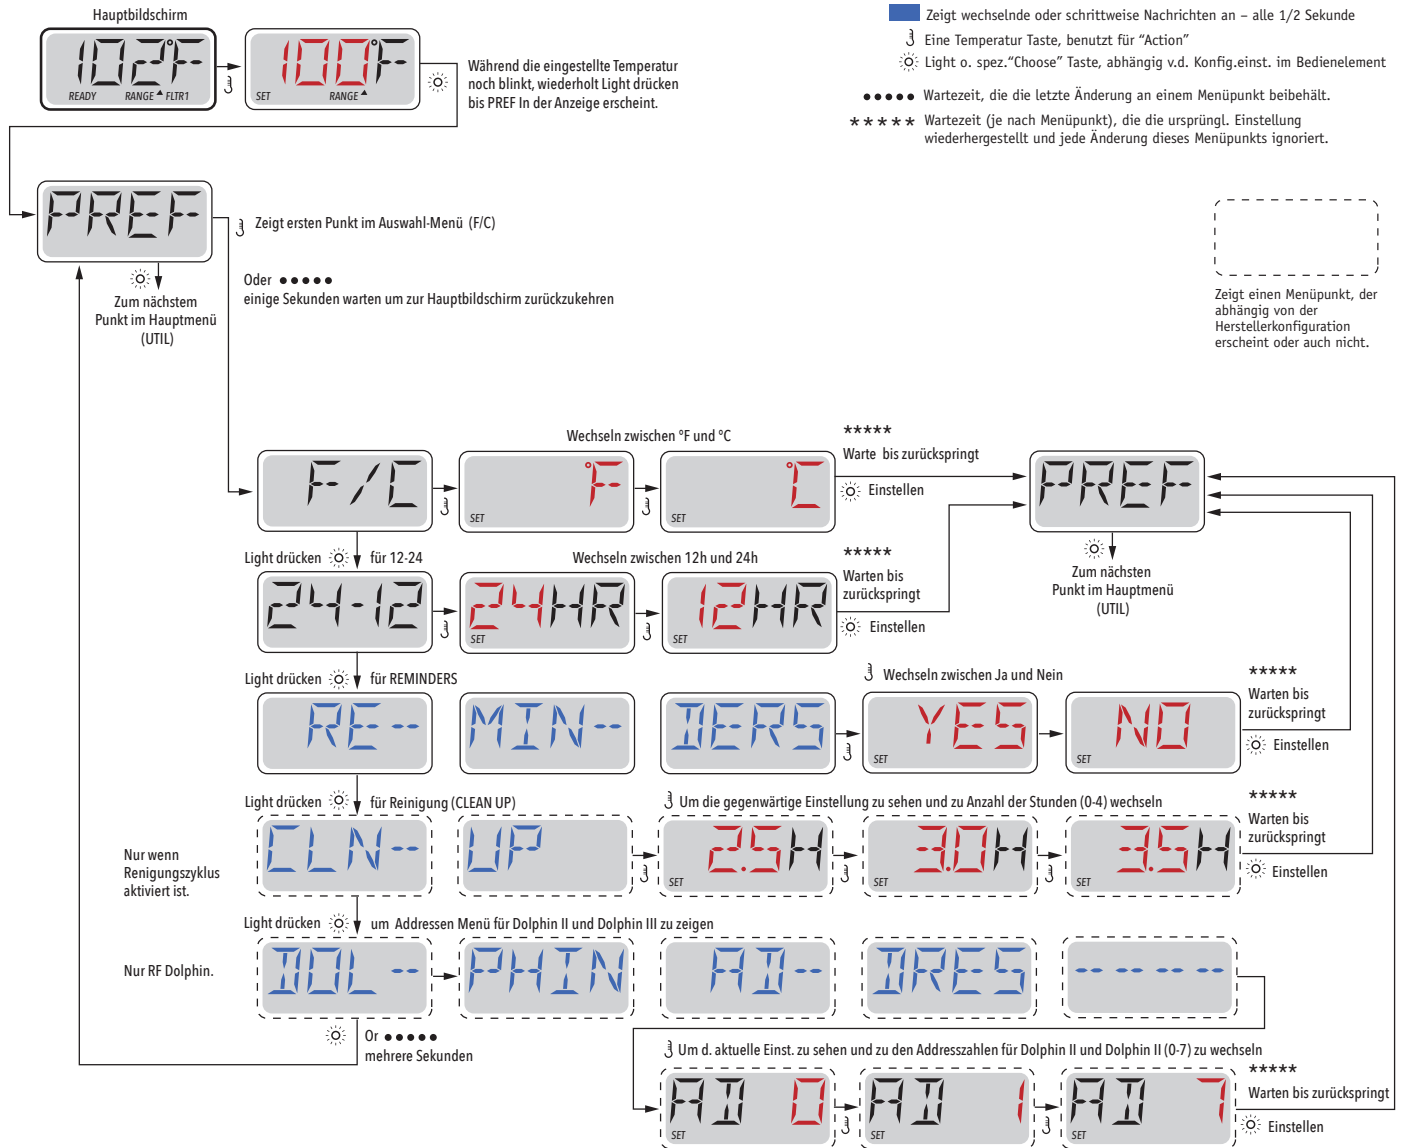 Hauptbildschirm
102°F
READY RANGE FLTR1
100°F
SET RANGE
Während die eingestellte Temperatur
noch blinkt, wiederholt Light drücken
bis PREF In der Anzeige erscheint.
Zeigt wechselnde oder schrittweise Nachrichten an – alle 1/2 Sekunde
Eine Temperatur Taste, benutzt für “Action”
Light o. spez.“Choose” Taste, abhängig v.d. Konfig.einst. im Bedienelement
••••• Wartezeit, die die letzte Änderung an einem Menüpunkt beibehält.
***** Wartezeit (je nach Menüpunkt), die die ursprüngl. Einstellung
wiederhergestellt und jede Änderung dieses Menüpunkts ignoriert.
PREF
Zeigt ersten Punkt im Auswahl-Menü (F/C)
Oder •••••
einige Sekunden warten um zur Hauptbildschirm zurückzukehren
Zum nächstem
Punkt im Hauptmenü
(UTIL)
Zeigt einen Menüpunkt, der
abhängig von der
Herstellerkonfiguration
erscheint oder auch nicht.
Wechseln zwischen ºF und ºC
F/C
°F
SET
°C
SET
*****
Warte bis zurückspringt
Einstellen
PREF
Zum nächsten
Punkt im Hauptmenü
(UTIL)
Light drücken für 12-24
Wechseln zwischen 12h und 24h
24-12
24HR
SET
12HR
SET
*****
Warten bis
zurückspringt
Einstellen
Light drücken für REMINDERS
Wechseln zwischen Ja und Nein
RE--
MIN--
DERS
YES
SET
NO
SET
*****
Warten bis
zurückspringt
Einstellen
Light drücken für Reinigung (CLEAN UP)
Um die gegenwärtige Einstellung zu sehen und zu Anzahl der Stunden (0-4) wechseln
Nur wenn
Renigungszyklus
aktiviert ist.
CLN--
UP
2.5H
SET
3.0H
SET
3.5H
SET
*****
Warten bis
zurückspringt
Einstellen
Light drücken um Addressen Menü für Dolphin II und Dolphin III zu zeigen
Nur RF Dolphin.
DOL--
PHIN
AD--
DRES
-- -- -- --
Or •••••
mehrere Sekunden
Um d. aktuelle Einst. zu sehen und zu den Addresszahlen für Dolphin II und Dolphin II (0-7) zu wechseln
AD 0
SET
AD 1
SET
AD 7
SET
*****
Warten bis zurückspringt
Einstellen